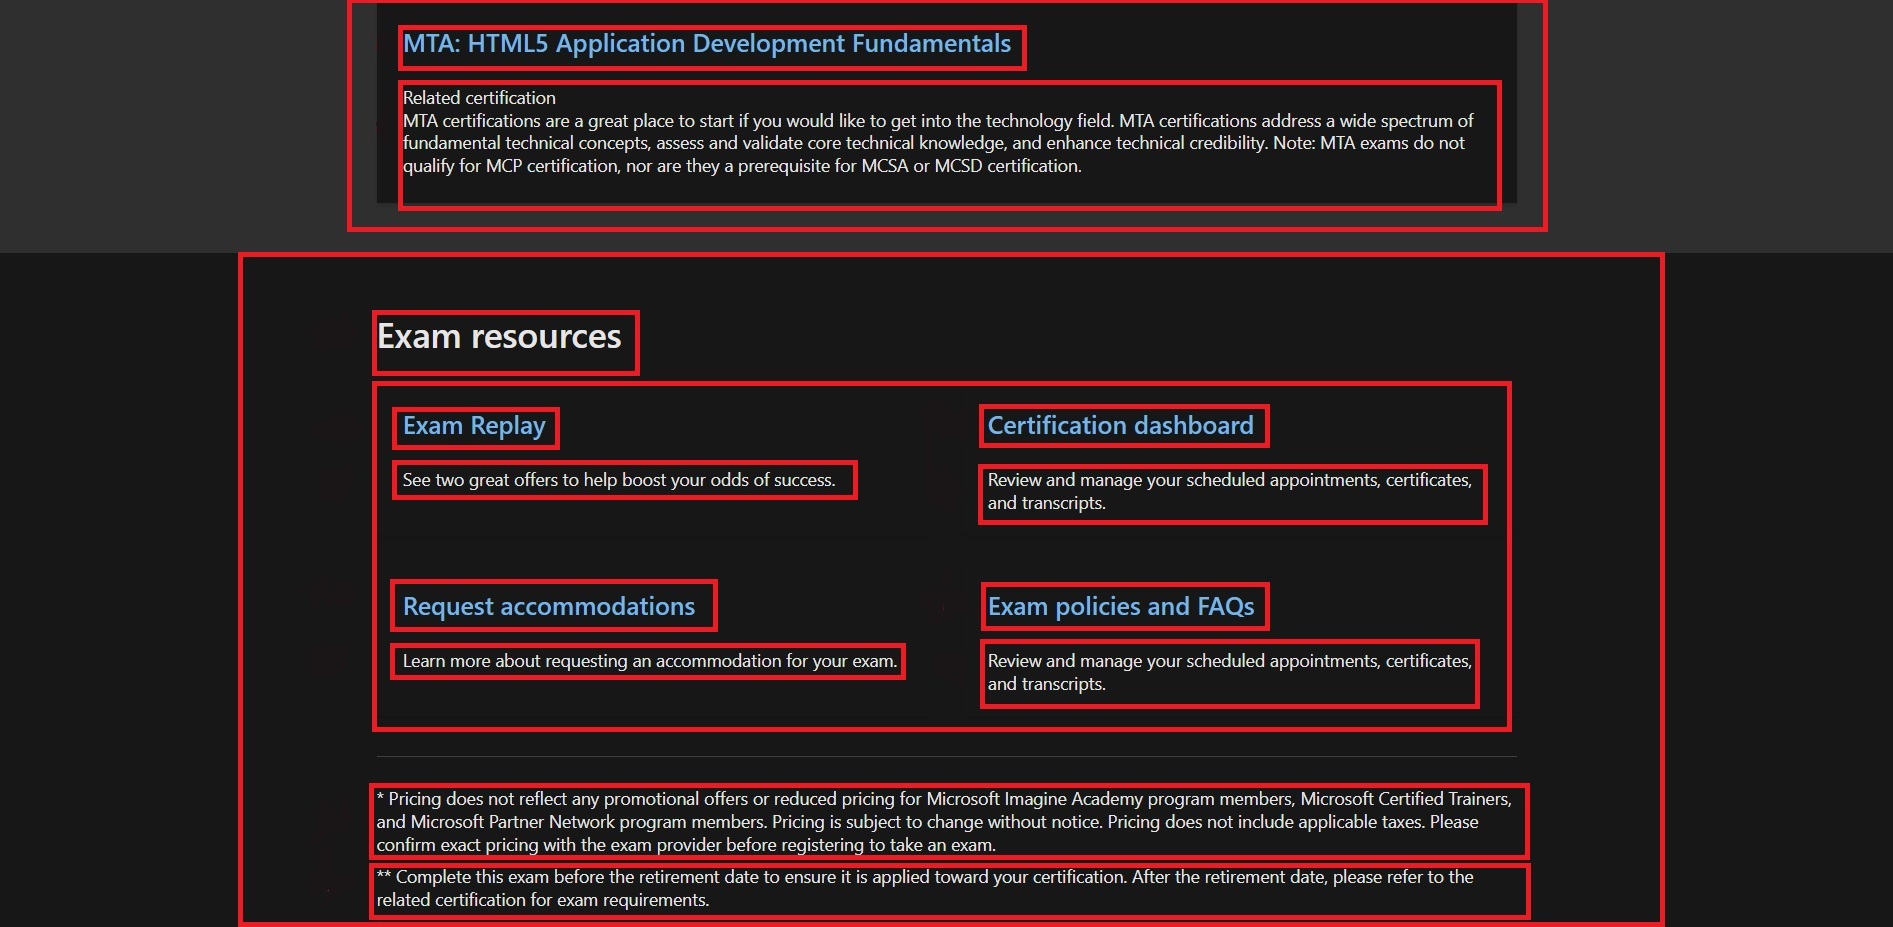 MTA: HTML5 Application Development Fundamentals
Related certification
MTA certifications are a great place to start if you would like to get into the technology field. MTA certifications address a wide spectrum of
fundamental technical concepts, assess and validate core technical knowledge, and enhance technical credibility. Note: MTA exams do not
qualify for MCP certification, nor are they a prerequisite for MCSA or MCSD certification.
Exam resources
Exam Replay
See two great offers to help boost your odds of success.
Certification dashboard
Review and manage your scheduled appointments, certificates,
and transcripts.
Request accommodations
Learn more about requesting an accommodation for your exam.
Exam policies and FAQs
Review and manage your scheduled appointments, certificates,
and transcripts.
* Pricing does not reflect any promotional offers or reduced pricing for Microsoft Imagine Academy program members, Microsoft Certified Trainers,
and Microsoft Partner Network program members. Pricing is subject to change without notice. Pricing does not include applicable taxes. Please
confirm exact pricing with the exam provider before registering to take an exam.
** Complete this exam before the retirement date to ensure it is applied toward your certification. After the retirement date, please refer to the
related certification for exam requirements.